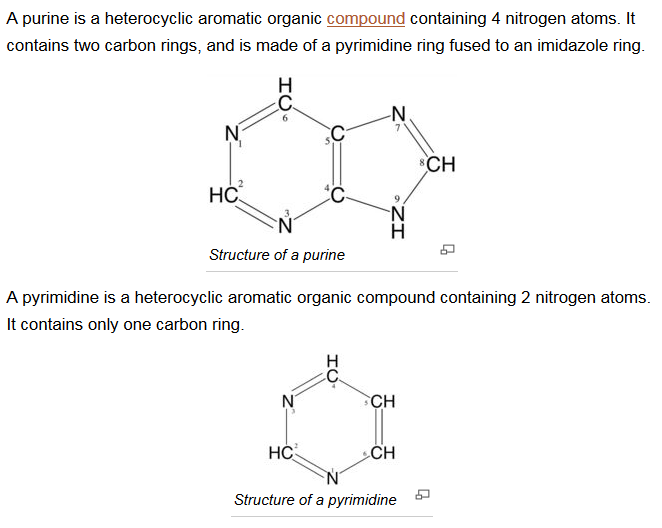 A purine is a heterocyclic aromatic organic compound containing 4 nitrogen atoms. It
contains two carbon rings, and is made of a pyrimidine ring fused to an imidazole ring.
H
C
6
N
1
5
C
N
7
8
CH
HC
2
4
C
3
N
9
N
H
Structure of a purine
A pyrimidine is a heterocyclic aromatic organic compound containing 2 nitrogen atoms.
It contains only one carbon ring.
H
C
4
N
3
5
CH
HC
2
6
CH
1
N
Structure of a pyrimidine